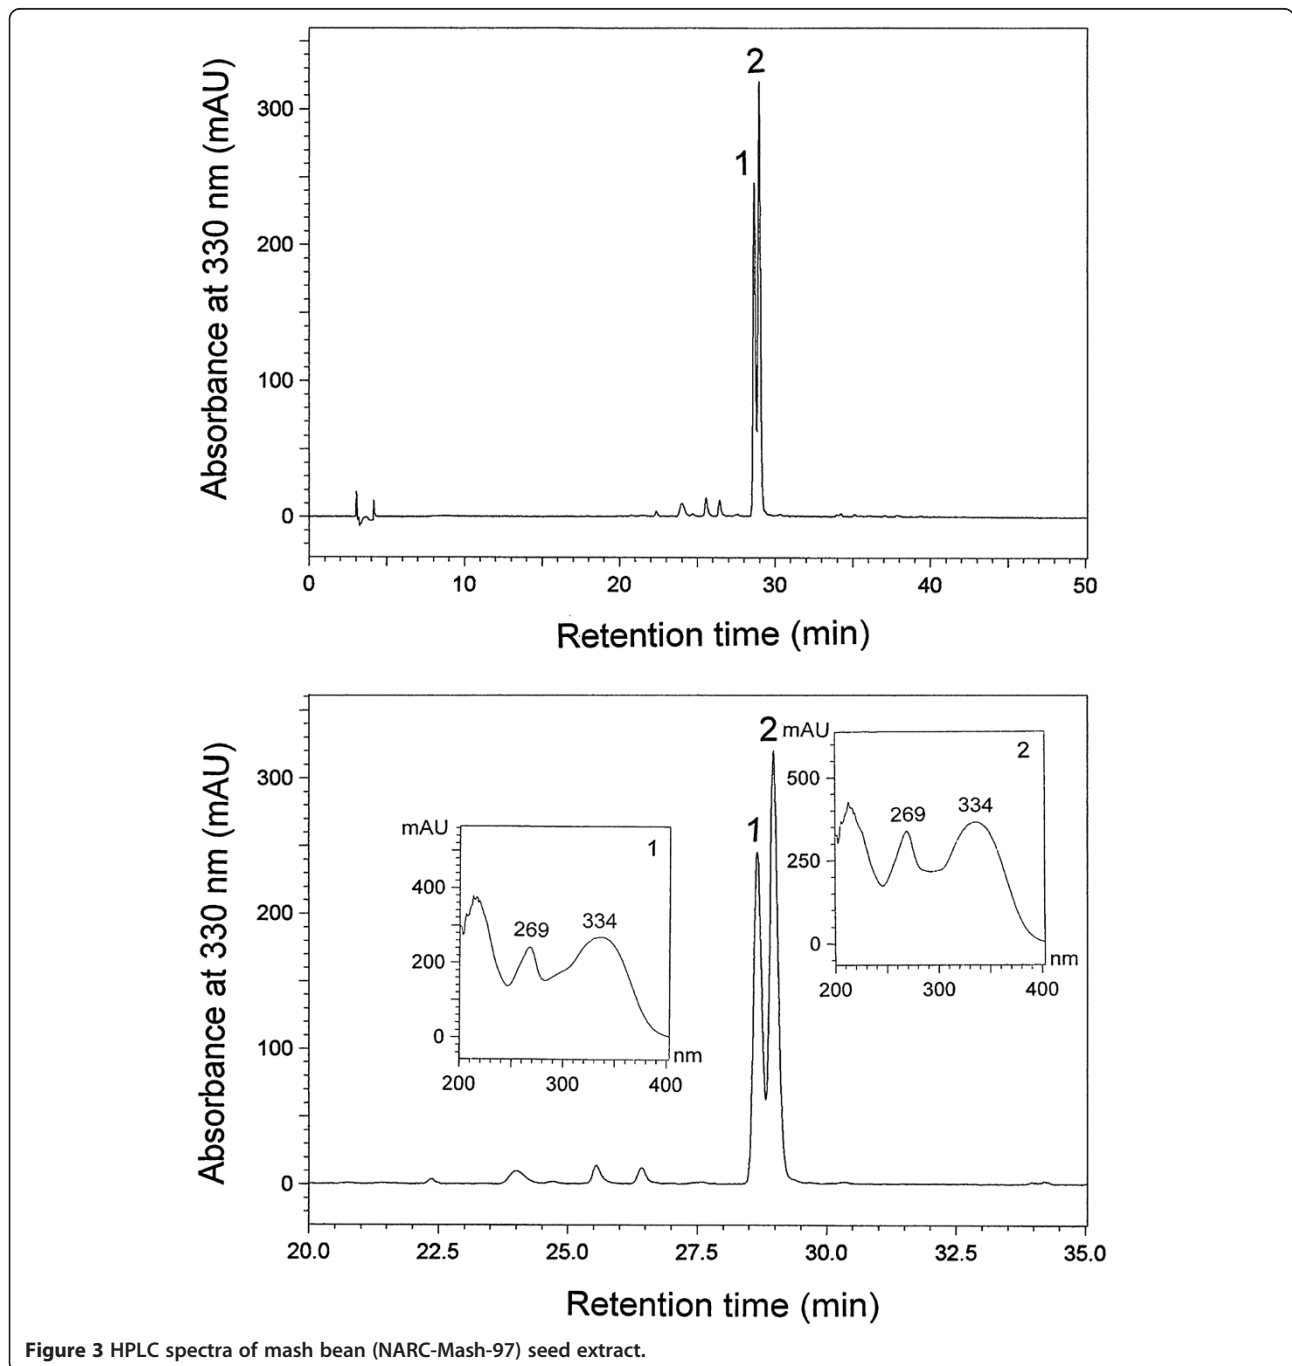 2
1
300
200
100
0
Absorbance at 330 nm (mAU)
0 10 20 30 40 50
Retention time (min)
2
1
300
200
100
0
Absorbance at 330 nm (mAU)
mAU
1
400
200
0
269
334
nm
200 300 400
mAU
2
500
250
0
269
334
nm
200 300 400
20.0 22.5 25.0 27.5 30.0 32.5 35.0
Retention time (min)
Figure 3 HPLC spectra of mash bean (NARC-Mash-97) seed extract.